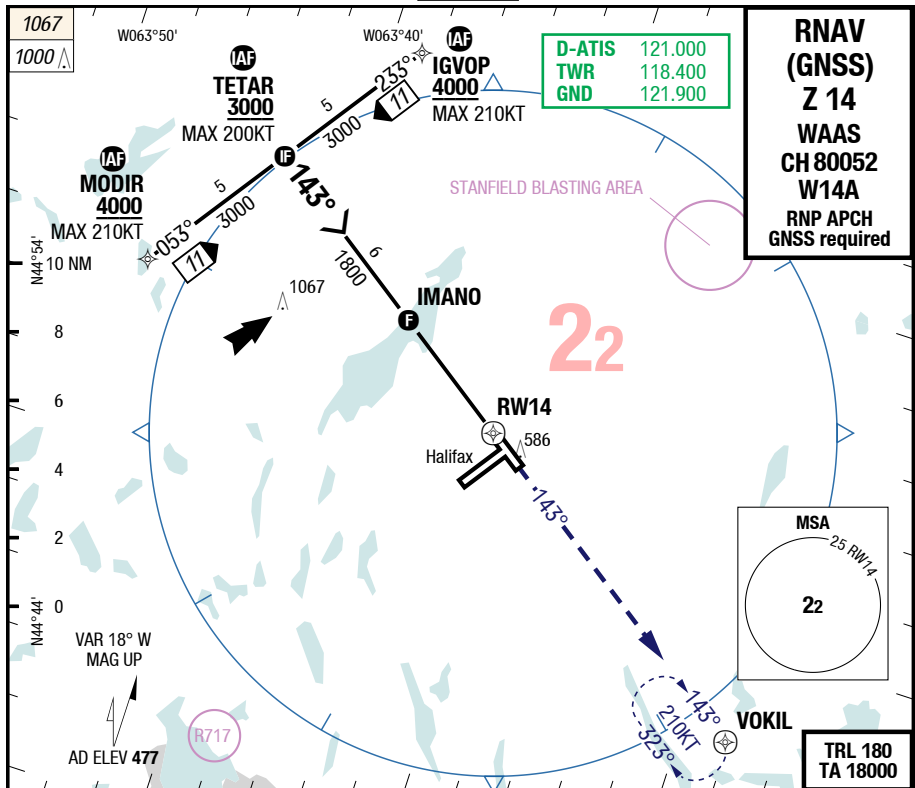 1067
1000
W063°50'
W063°40'
IAF
TETAR
3000
MAX 200KT
IAF
IGVOP
4000
MAX 210KT
IAF
MODIR
4000
MAX 210KT
D-ATIS 121.000
TWR 118.400
GND 121.900
RNAV
(GNSS)
Z 14
WAAS
CH 80052
W14A
RNP APCH
GNSS required
5
233°
3000
11
IF
5
3000
053°
11
143°
6
1800
STANFIELD BLASTING AREA
N44°54'
10 NM
8
6
4
2
0
N44°44'
1067
F
IMANO
22
RW14
586
Halifax
143°
MSA
25 RW14
22
VAR 18° W
MAG UP
AD ELEV 477
R717
143°
210KT
323°
VOKIL
TRL 180
TA 18000